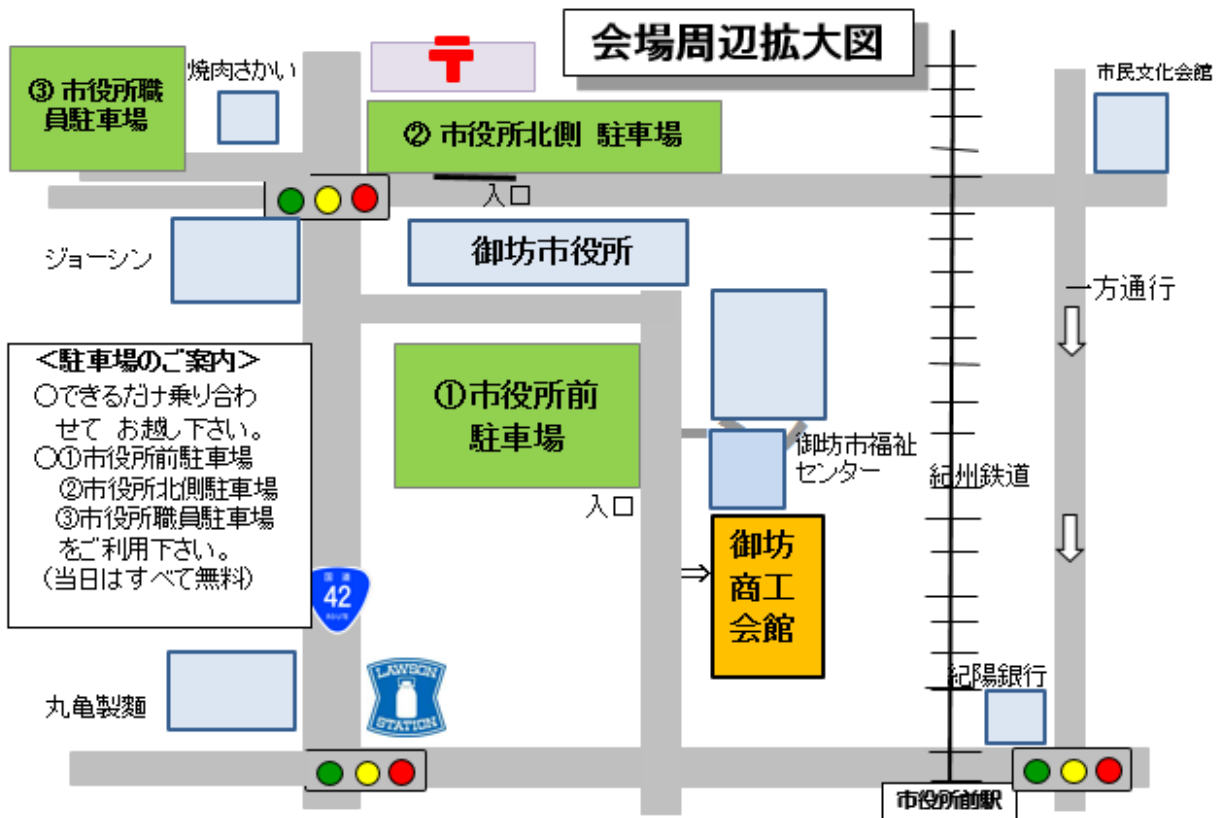 会場周辺拡大図
〒
焼肉さかい
市民文化会館
③ 市役所職
員駐車場
② 市役所北側 駐車場
入口
ジョーシン
御坊市役所
一方通行
<駐車場のご案内>
○できるだけ乗り合わ
せて お越し下さい。
○①市役所前駐車場
②市役所北側駐車場
③市役所職員駐車場
をご利用下さい。
(当日はすべて無料)
①市役所前
駐車場
入口
御坊市福祉
センター
紀州鉄道
⇒
御坊
商工
会館
国道
42
ROUTE
丸亀製麺
LAWSON
STATION
紀陽銀行
市役所前駅